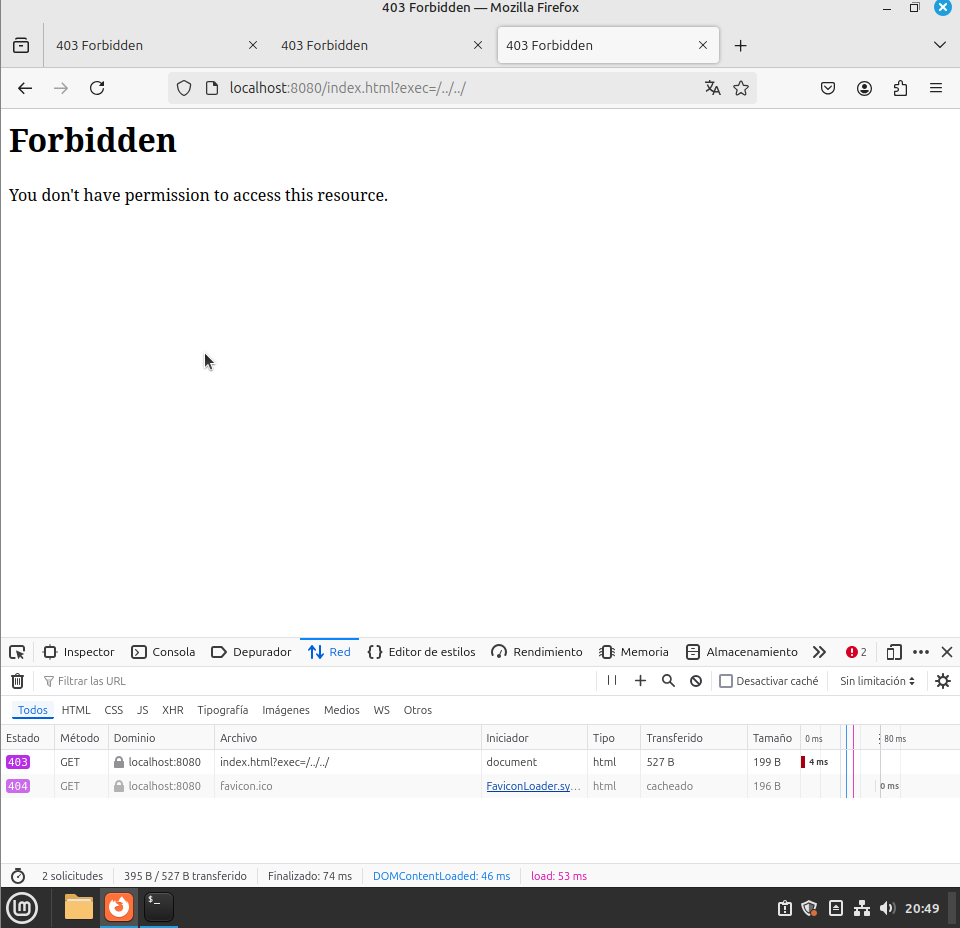 403 Forbidden — Mozilla Firefox
403 Forbidden
403 Forbidden
403 Forbidden
localhost:8080/index.html?exec=/../../
Forbidden
You don't have permission to access this resource.
Inspector Consola Depurador Red Editor de estilos Rendimiento Memoria Almacenamiento 2
Filtrar las URL Desactivar caché Sin limitación
Todos HTML CSS JS XHR Tipografía Imágenes Medios WS Otros
Estado Método Dominio Archivo Iniciador Tipo Transferido Tamaño 0 ms 80 ms
403 GET localhost:8080 index.html?exec=/../../ document html 527 B 199 B 4 ms
404 GET localhost:8080 favicon.ico FaviconLoader.sy… html cacheado 196 B 0 ms
2 solicitudes 395 B / 527 B transferido Finalizado: 74 ms DOMContentLoaded: 46 ms load: 53 ms
$_ 20:49